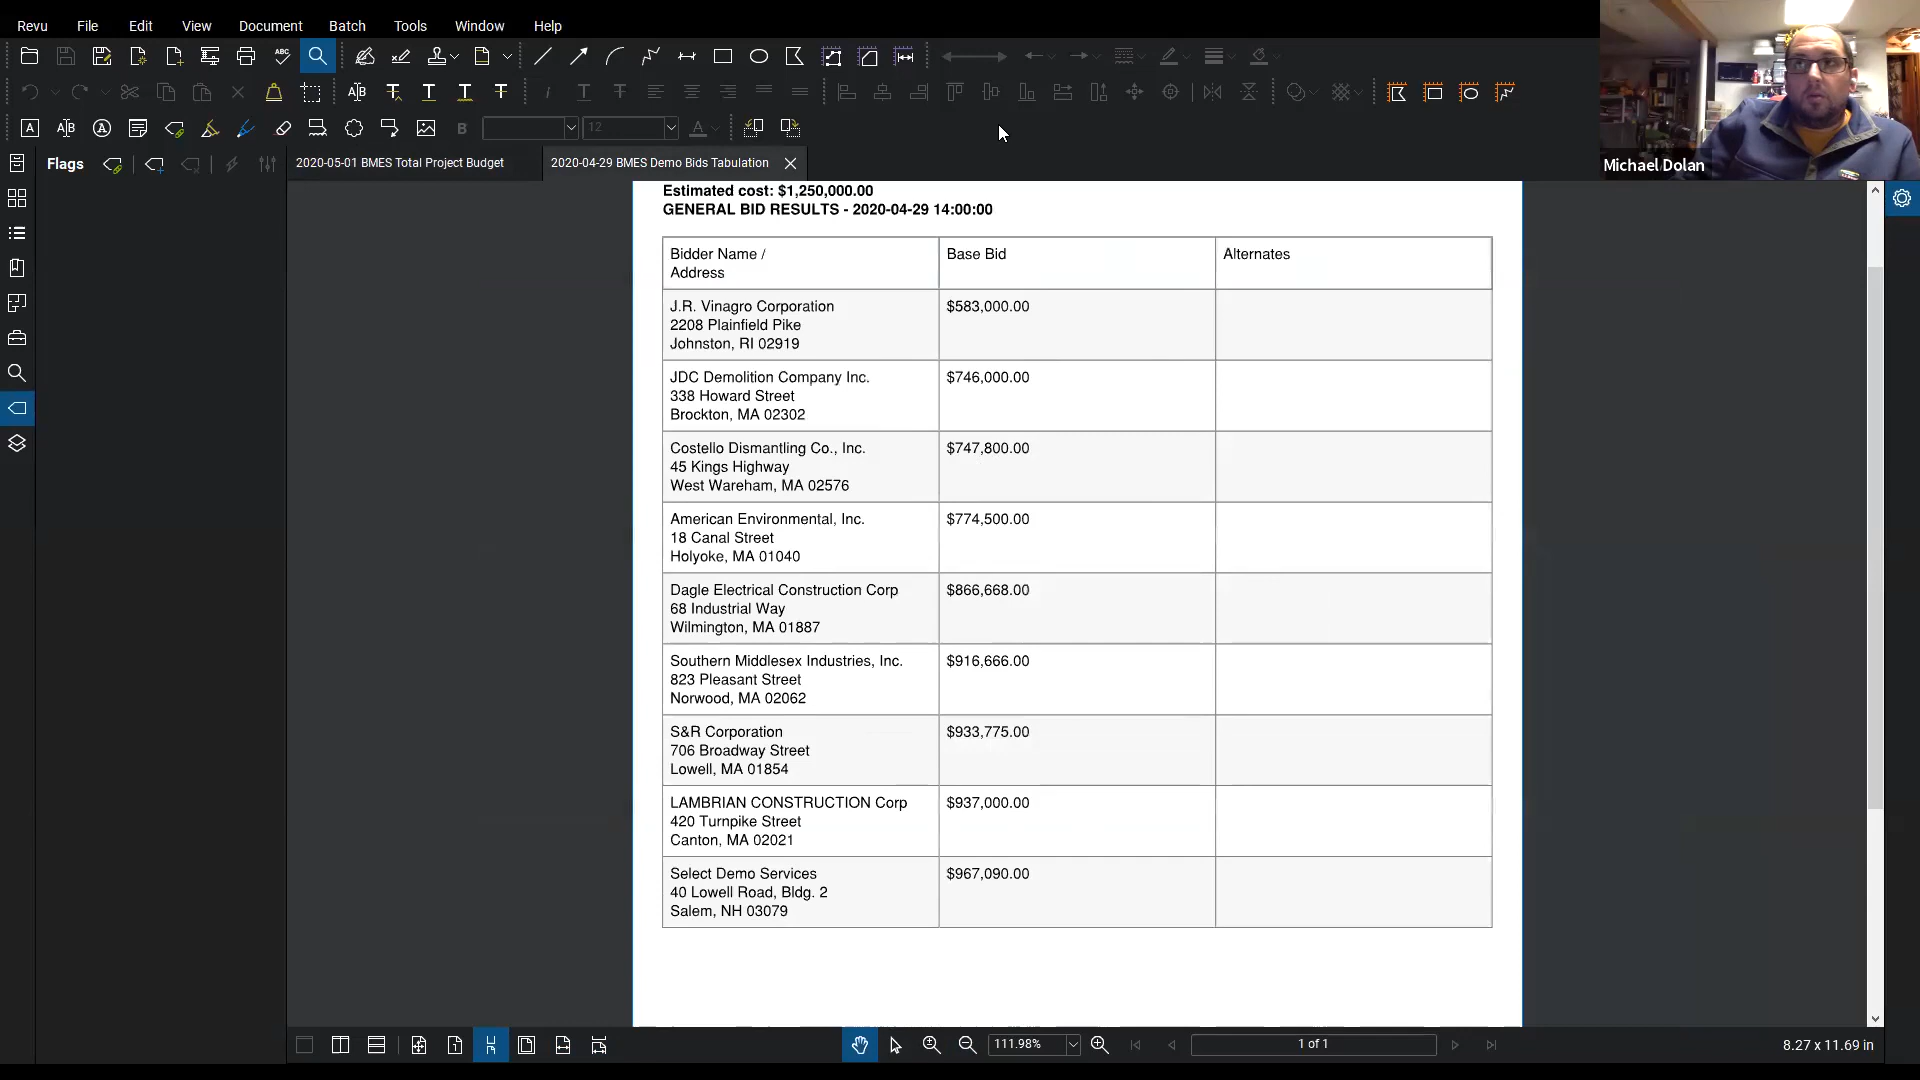 Revu File Edit View Document Batch Tools Window Help
12
Flags
2020-05-01 BMES Total Project Budget
2020-04-29 BMES Demo Bids Tabulation
Michael Dolan
Estimated cost: $1,250,000.00
GENERAL BID RESULTS - 2020-04-29 14:00:00
Bidder Name /
Address
Base Bid
Alternates
J.R. Vinagro Corporation
2208 Plainfield Pike
Johnston, RI 02919
$583,000.00
JDC Demolition Company Inc.
338 Howard Street
Brockton, MA 02302
$746,000.00
Costello Dismantling Co., Inc.
45 Kings Highway
West Wareham, MA 02576
$747,800.00
American Environmental, Inc.
18 Canal Street
Holyoke, MA 01040
$774,500.00
Dagle Electrical Construction Corp
68 Industrial Way
Wilmington, MA 01887
$866,668.00
Southern Middlesex Industries, Inc.
823 Pleasant Street
Norwood, MA 02062
$916,666.00
S&R Corporation
706 Broadway Street
Lowell, MA 01854
$933,775.00
LAMBRIAN CONSTRUCTION Corp
420 Turnpike Street
Canton, MA 02021
$937,000.00
Select Demo Services
40 Lowell Road, Bldg. 2
Salem, NH 03079
$967,090.00
111.98%
1 of 1
8.27 x 11.69 in